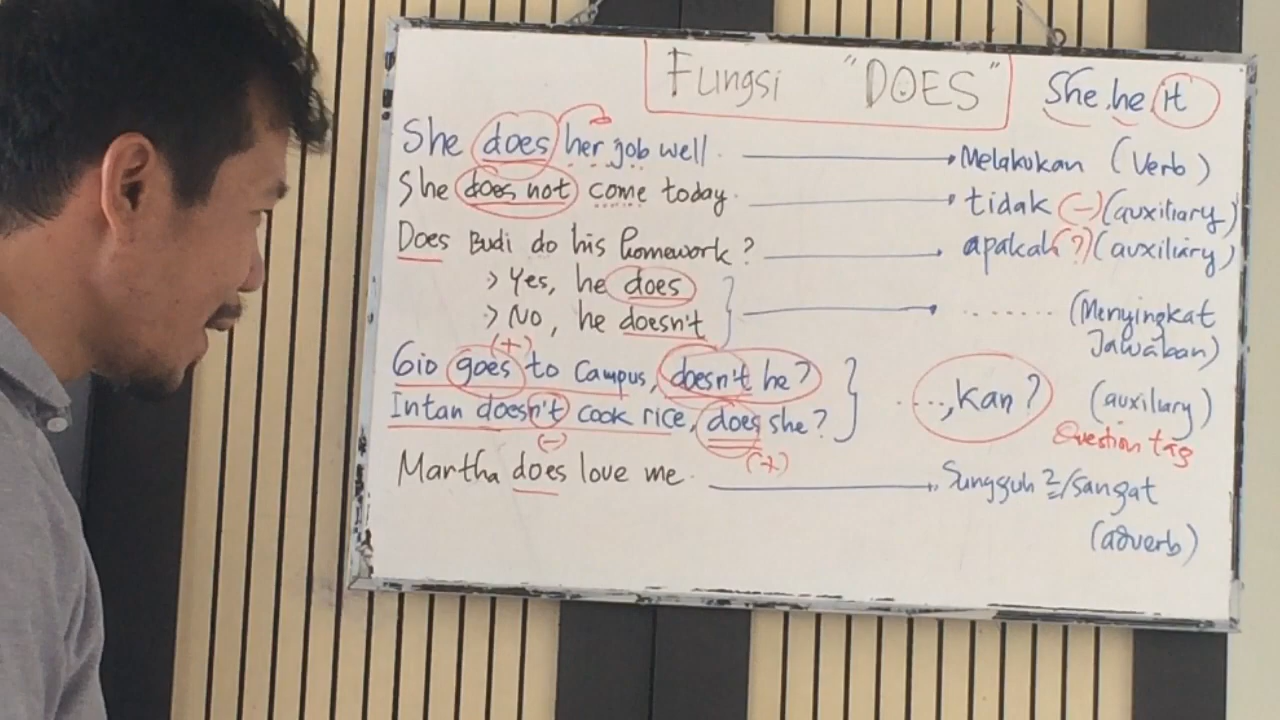 Fungsi "DOES"
She, he, it
She does her job well. → Melakukan (Verb)
She does not come today. → tidak (-) (auxiliary)
Does Budi do his homework? → apakah (?) (auxiliary)
> Yes, he does
> No, he doesn't } → ....... (Menyingkat Jawaban)
(+)
Gio goes to campus, doesn't he?
Intan doesn't cook rice, does she? } ....., kan? (auxiliary)
(-) (+) Question tag
Martha does love me. → Sungguh2/sangat
(adverb)